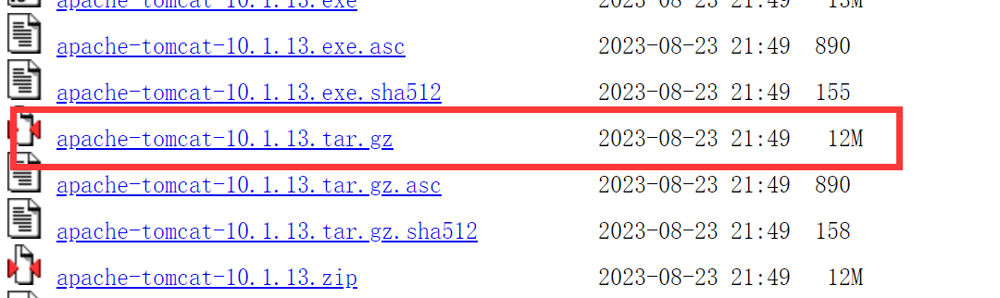 apache-tomcat-10.1.13.exe 2023-08-23 21:49 13M
apache-tomcat-10.1.13.exe.asc 2023-08-23 21:49 890
apache-tomcat-10.1.13.exe.sha512 2023-08-23 21:49 155
apache-tomcat-10.1.13.tar.gz 2023-08-23 21:49 12M
apache-tomcat-10.1.13.tar.gz.asc 2023-08-23 21:49 890
apache-tomcat-10.1.13.tar.gz.sha512 2023-08-23 21:49 158
apache-tomcat-10.1.13.zip 2023-08-23 21:49 12M